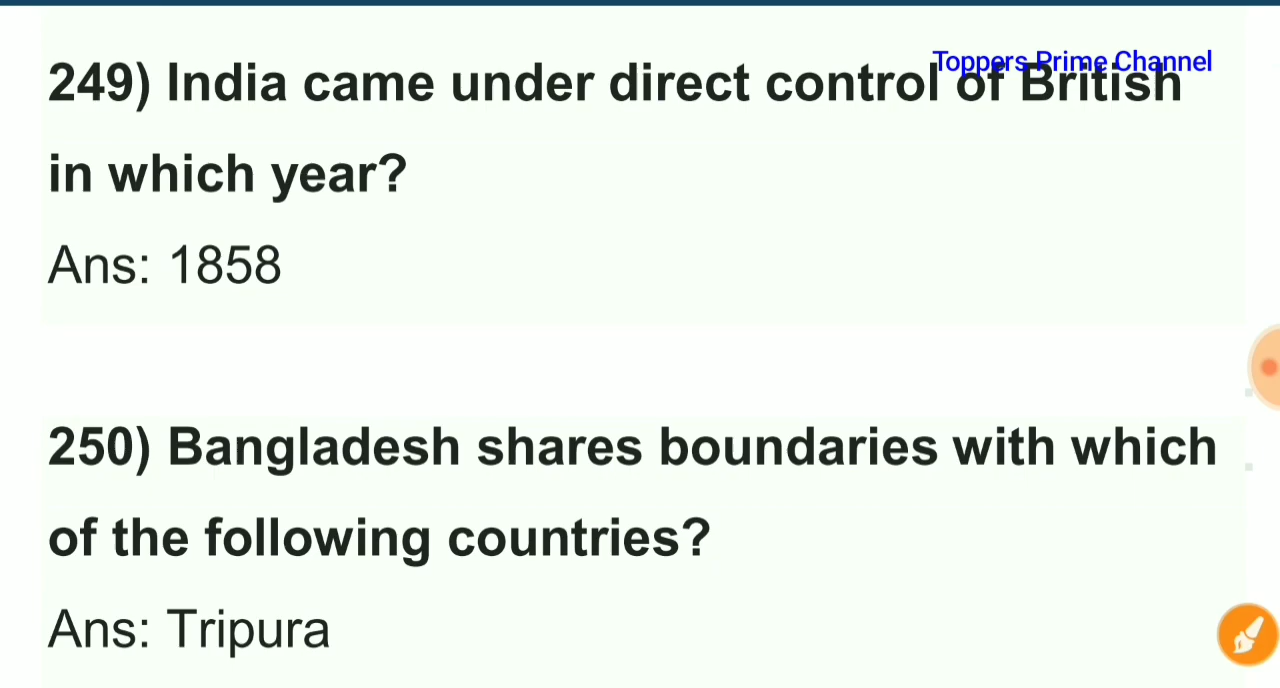 Toppers Prime Channel
249) India came under direct control of British
in which year?
Ans: 1858
250) Bangladesh shares boundaries with which
of the following countries?
Ans: Tripura